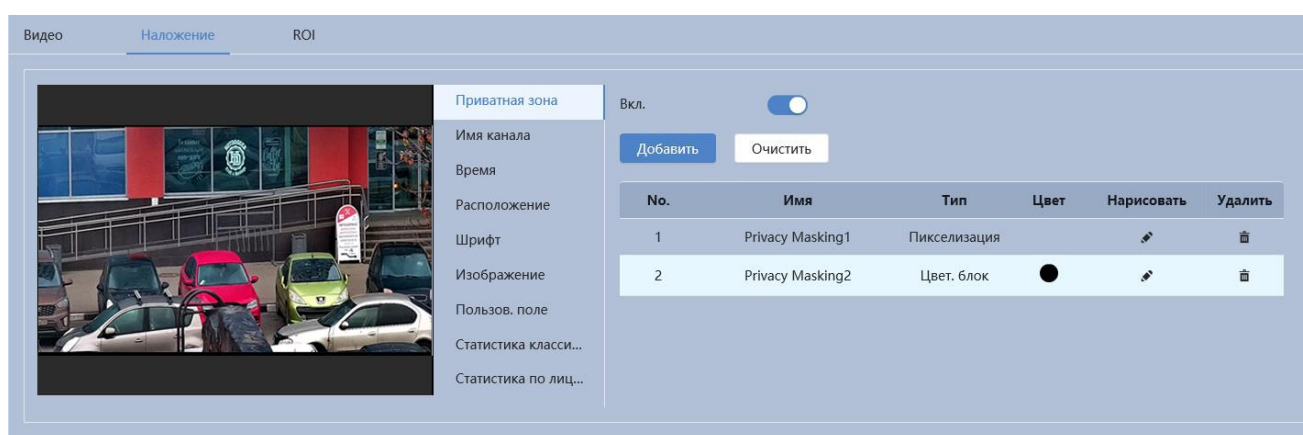 Видео Наложение ROI
Приватная зона
Имя канала
Время
Расположение
Шрифт
Изображение
Пользов. поле
Статистика класси...
Статистика по лиц...
Вкл.
Добавить Очистить
No. Имя Тип Цвет Нарисовать Удалить
1 Privacy Masking1 Пикселизация
2 Privacy Masking2 Цвет. блок